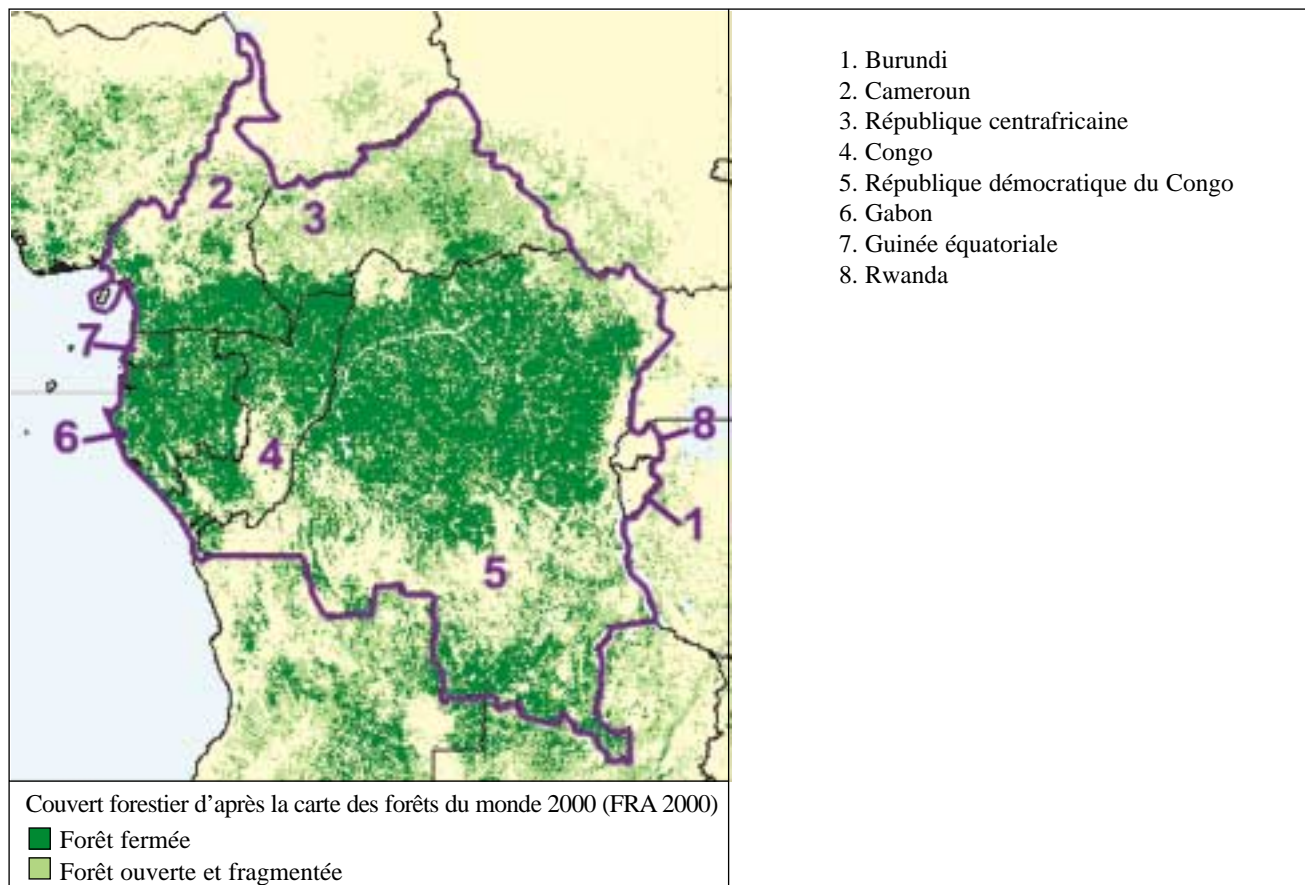 2
3
7
6
4
8
1
5
1. Burundi
2. Cameroun
3. République centrafricaine
4. Congo
5. République démocratique du Congo
6. Gabon
7. Guinée équatoriale
8. Rwanda
Couvert forestier d’après la carte des forêts du monde 2000 (FRA 2000)
Forêt fermée
Forêt ouverte et fragmentée